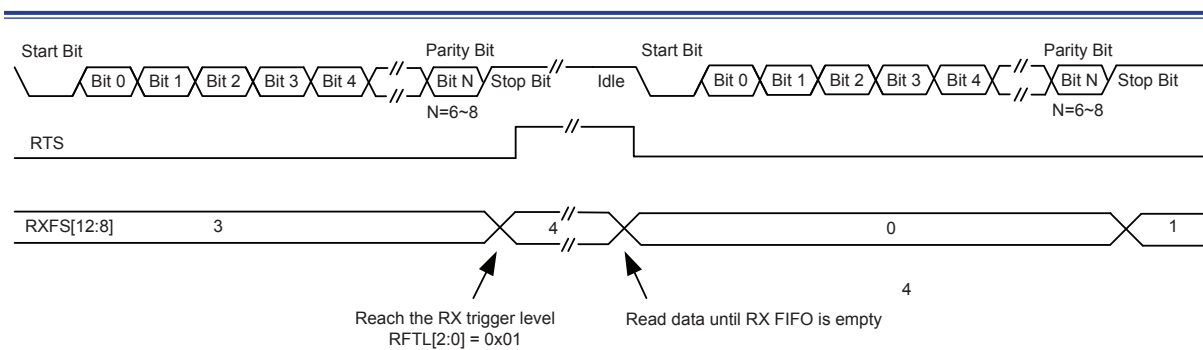 Start Bit Parity Bit Start Bit Parity Bit
Bit 0 Bit 1 Bit 2 Bit 3 Bit 4 Bit N Stop Bit Idle Bit 0 Bit 1 Bit 2 Bit 3 Bit 4 Bit N Stop Bit
N=6~8 N=6~8
RTS
RXFS[12:8] 3 4 0 1
4
Reach the RX trigger level Read data until RX FIFO is empty
RFTL[2:0] = 0x01